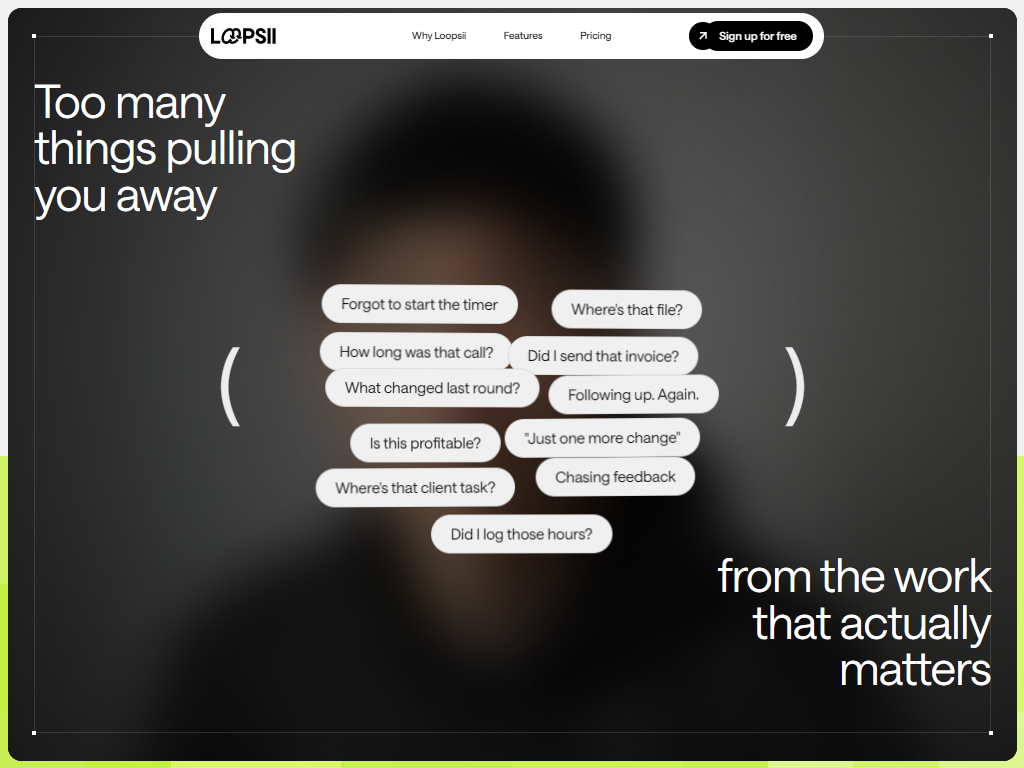 LOOPSII
Why Loopsii
Features
Pricing
Sign up for free
Too many
things pulling
you away
Forgot to start the timer
Where's that file?
How long was that call?
Did I send that invoice?
What changed last round?
Following up. Again.
(
)
Is this profitable?
"Just one more change"
Where's that client task?
Chasing feedback
Did I log those hours?
from the work
that actually
matters